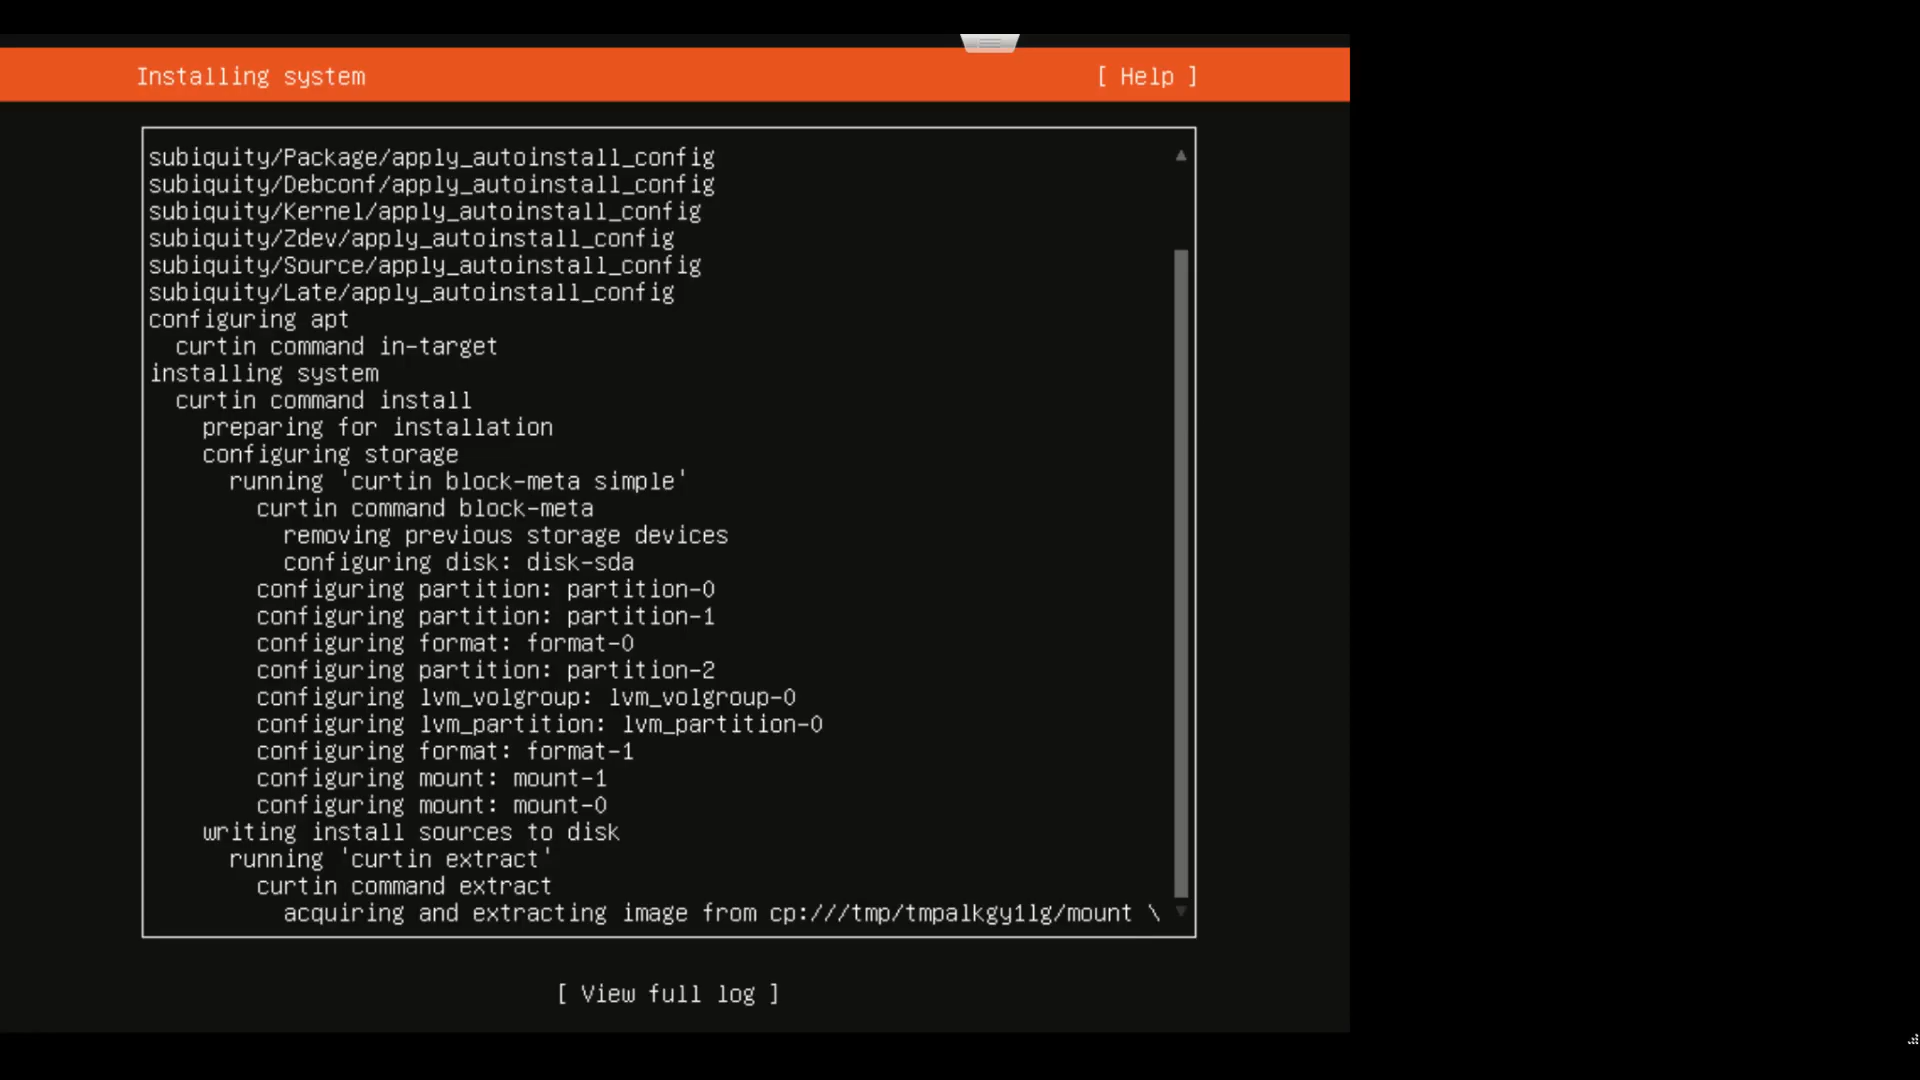 Installing system [ Help ]
subiquity/Package/apply_autoinstall_config
subiquity/Debconf/apply_autoinstall_config
subiquity/Kernel/apply_autoinstall_config
subiquity/Zdev/apply_autoinstall_config
subiquity/Source/apply_autoinstall_config
subiquity/Late/apply_autoinstall_config
configuring apt
curtin command in-target
installing system
curtin command install
preparing for installation
configuring storage
running 'curtin block-meta simple'
curtin command block-meta
removing previous storage devices
configuring disk: disk-sda
configuring partition: partition-0
configuring partition: partition-1
configuring format: format-0
configuring partition: partition-2
configuring lvm_volgroup: lvm_volgroup-0
configuring lvm_partition: lvm_partition-0
configuring format: format-1
configuring mount: mount-1
configuring mount: mount-0
writing install sources to disk
running 'curtin extract'
curtin command extract
acquiring and extracting image from cp:///tmp/tmpalkgy1lg/mount \
[ View full log ]